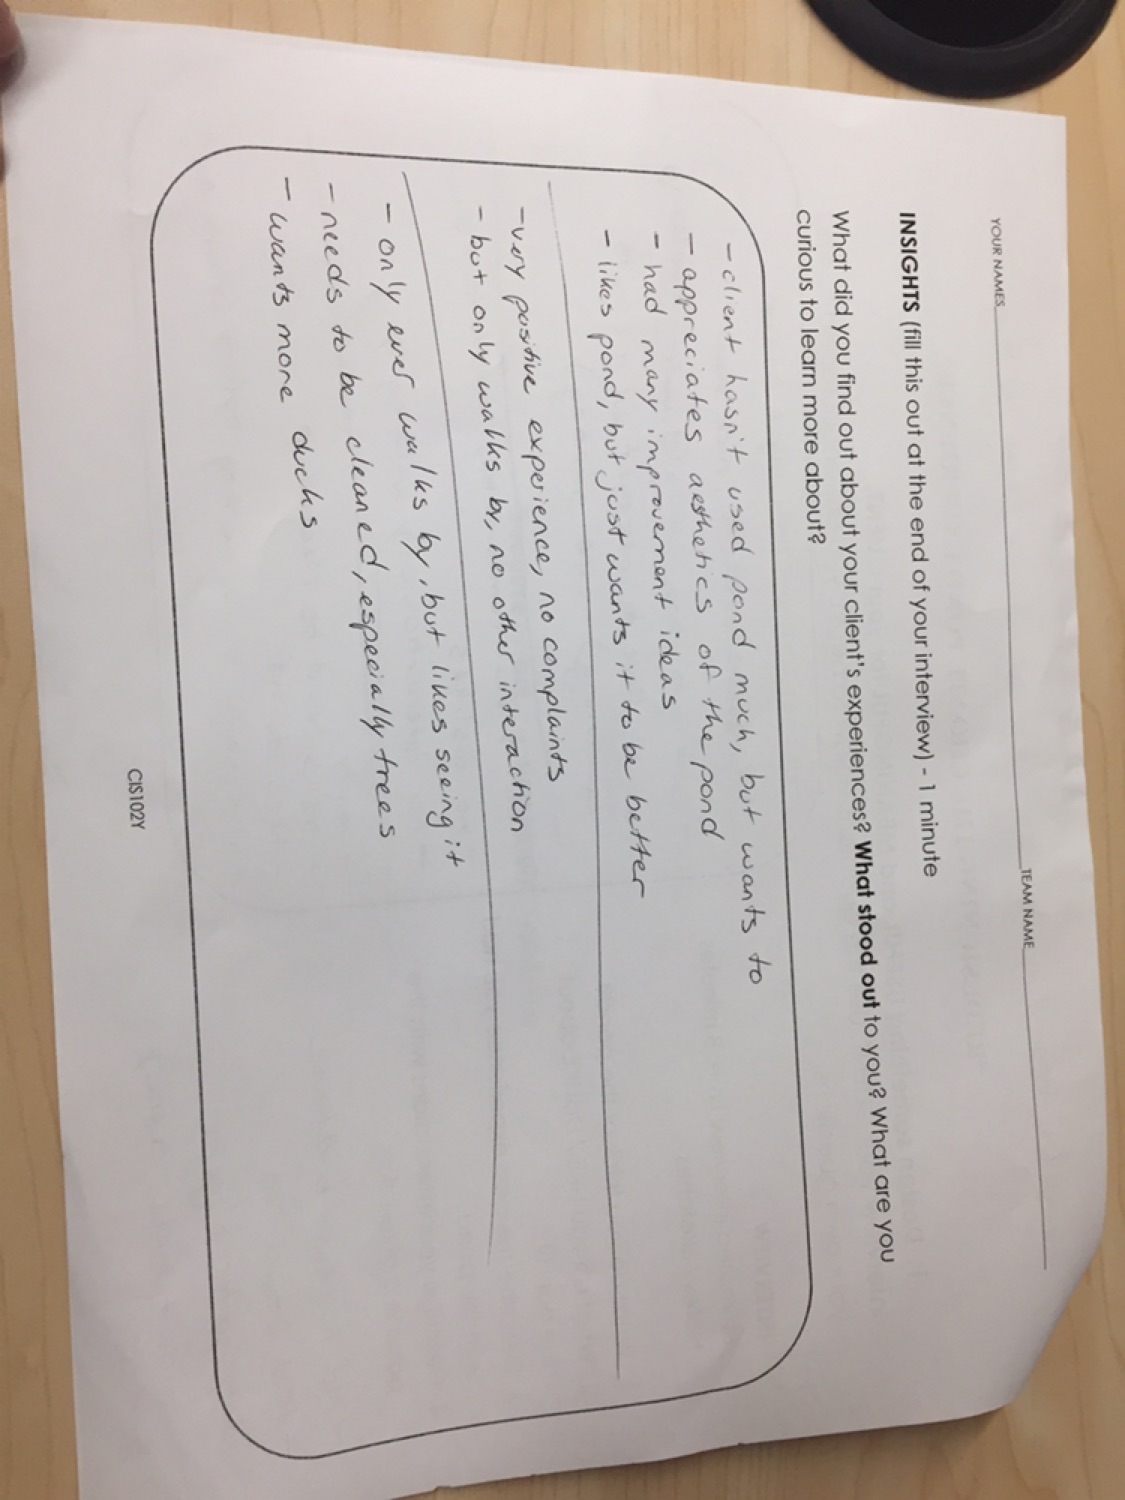 YOUR NAMES TEAM NAME
INSIGHTS (fill this out at the end of your interview) - 1 minute
What did you find out about your client's experiences? What stood out to you? What are you
curious to learn more about?
- client hasn't used pond much, but wants to
- appreciates aesthetics of the pond
- had many improvement ideas
- likes pond, but just wants it to be better
- very positive experience, no complaints
- but only walks by, no other interaction
- only ever walks by, but likes seeing it
- needs to be cleaned, especially trees
- wants more ducks
CIS102Y